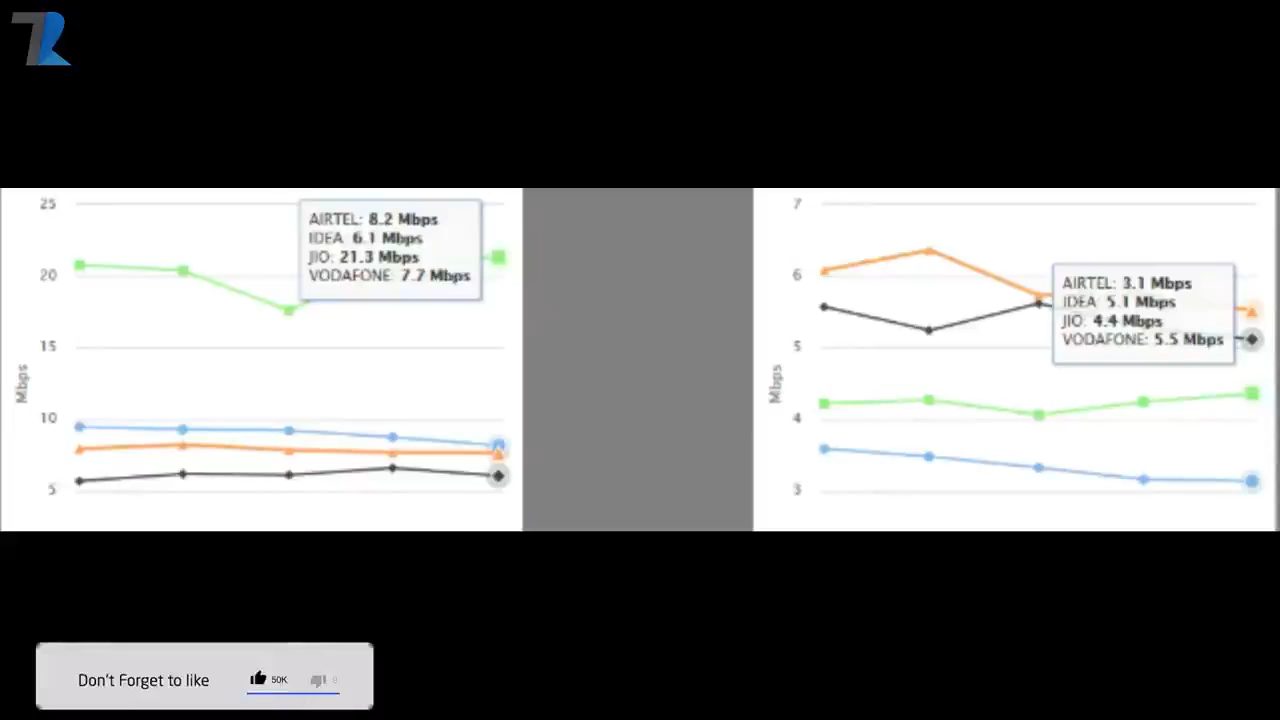 25
20
15
10
5
Mbps
AIRTEL: 8.2 Mbps
IDEA: 6.1 Mbps
JIO: 21.3 Mbps
VODAFONE: 7.7 Mbps
7
6
5
4
3
Mbps
AIRTEL: 3.1 Mbps
IDEA: 5.1 Mbps
JIO: 4.4 Mbps
VODAFONE: 5.5 Mbps
Don't Forget to like
50K
0